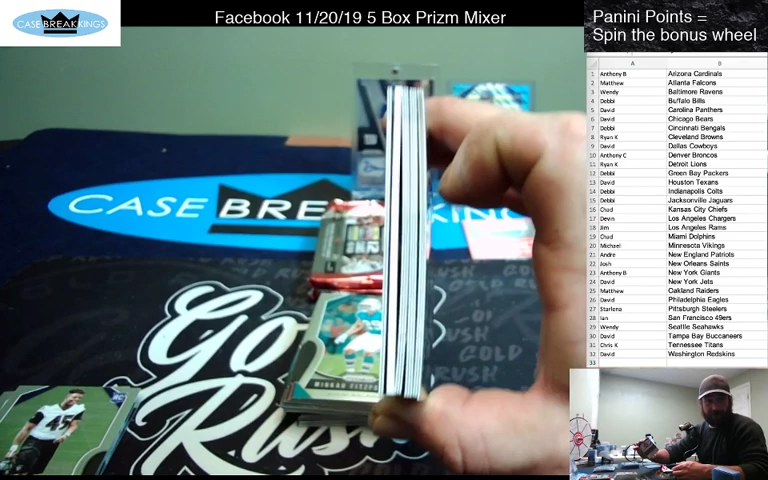 CASE BREAK KINGS
Facebook 11/20/19 5 Box Prizm Mixer
Panini Points =
Spin the bonus wheel
A B
1 Anthony B Arizona Cardinals
2 Matthew Atlanta Falcons
3 Wendy Baltimore Ravens
4 Debbi Buffalo Bills
5 David Carolina Panthers
6 David Chicago Bears
7 Debbi Cincinnati Bengals
8 Ryan K Cleveland Browns
9 David Dallas Cowboys
10 Anthony C Denver Broncos
11 Ryan K Detroit Lions
12 Debbi Green Bay Packers
13 David Houston Texans
14 Debbi Indianapolis Colts
15 Debbi Jacksonville Jaguars
16 Chad Kansas City Chiefs
17 Devin Los Angeles Chargers
18 Jim Los Angeles Rams
19 Chad Miami Dolphins
20 Michael Minnesota Vikings
21 Andre New England Patriots
22 Josh New Orleans Saints
23 Anthony B New York Giants
24 David New York Jets
25 Matthew Oakland Raiders
26 David Philadelphia Eagles
27 Starlena Pittsburgh Steelers
28 Ian San Francisco 49ers
29 Wendy Seattle Seahawks
30 David Tampa Bay Buccaneers
31 Chris K Tennessee Titans
32 David Washington Redskins
33
CASE BREA
GOLD RUSH
Gold
Rush
MINKAH FITZP